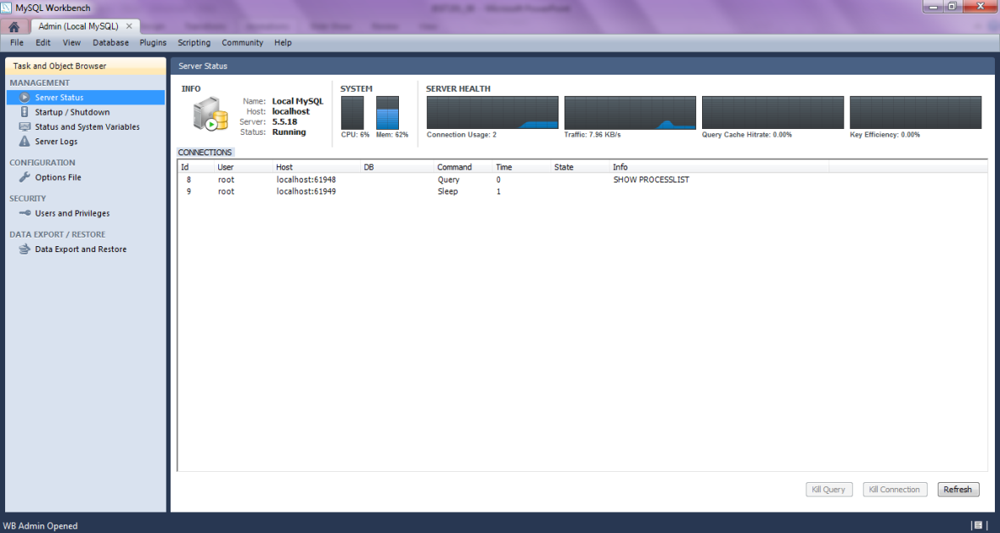 MySQL Workbench
Admin (Local MySQL)
File Edit View Database Plugins Scripting Community Help
Task and Object Browser
MANAGEMENT
Server Status
Startup / Shutdown
Status and System Variables
Server Logs
CONFIGURATION
Options File
SECURITY
Users and Privileges
DATA EXPORT / RESTORE
Data Export and Restore
Server Status
INFO
Name: Local MySQL
Host: localhost
Server: 5.5.18
Status: Running
SYSTEM
CPU: 6% Mem: 62%
SERVER HEALTH
Connection Usage: 2 Traffic: 7.96 KB/s Query Cache Hitrate: 0.00% Key Efficiency: 0.00%
CONNECTIONS
Id User Host DB Command Time State Info
8 root localhost:61948 Query 0 SHOW PROCESSLIST
9 root localhost:61949 Sleep 1
Kill Query Kill Connection Refresh
WB Admin Opened